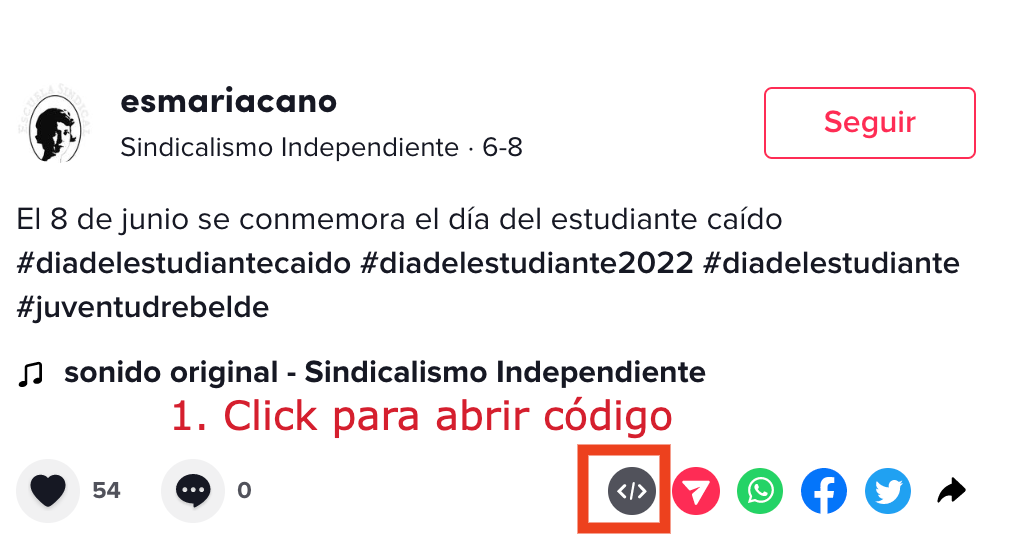 esmariacano
Seguir
Sindicalismo Independiente · 6-8
El 8 de junio se conmemora el día del estudiante caído
#diadelestudiantecaido #diadelestudiante2022 #diadelestudiante
#juventudrebelde
sonido original - Sindicalismo Independiente
1. Click para abrir código
54
0